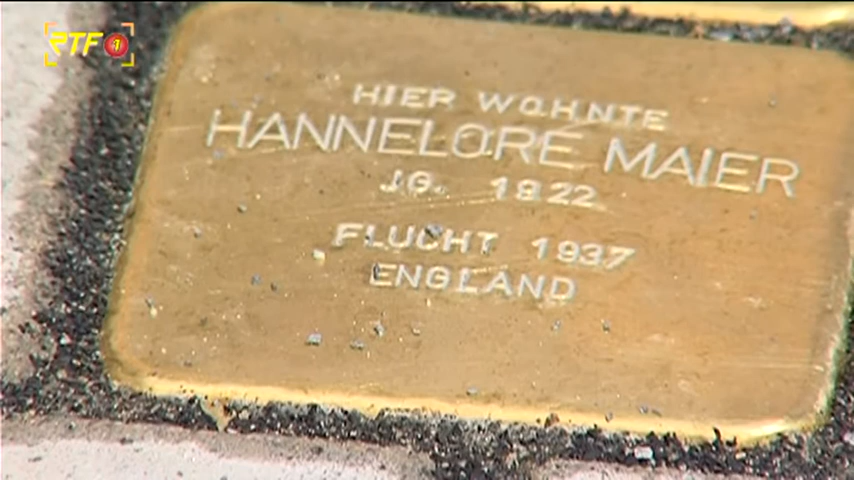 RTF 1
HIER WOHNTE
HANNELORE MAIER
JG. 1922
FLUCHT 1937
ENGLAND